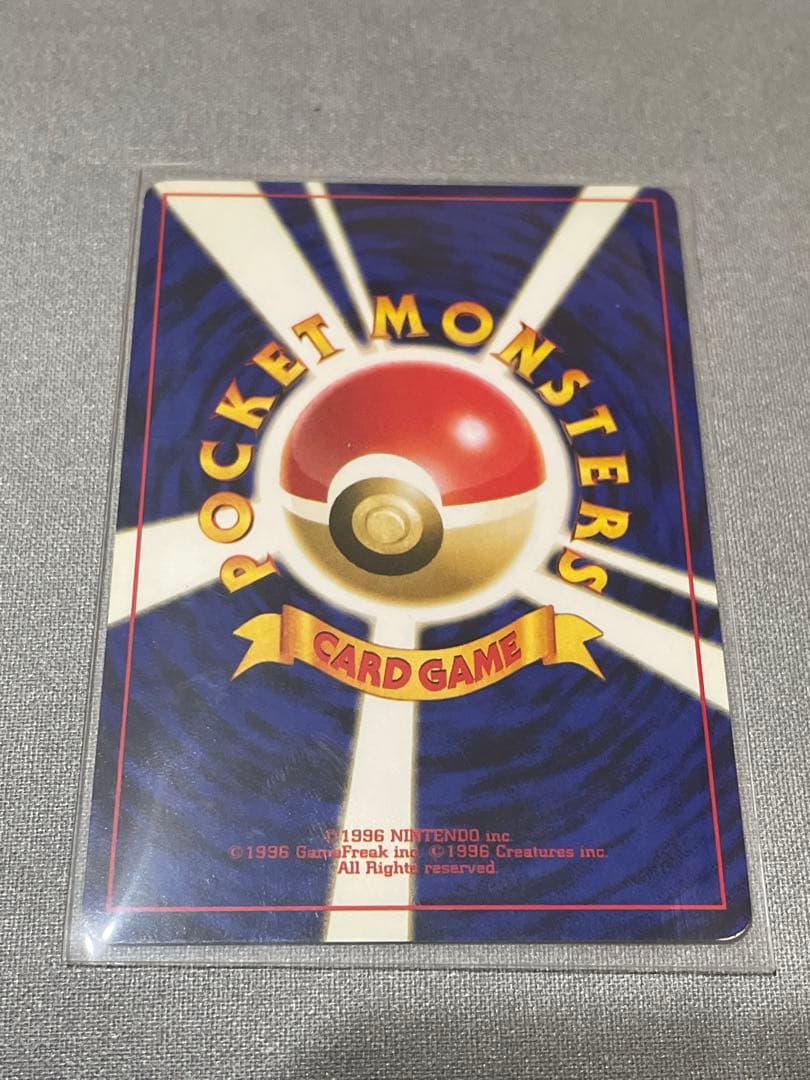 POCKET MONSTERS
CARD GAME
©1996 NINTENDO inc.
©1996 GameFreak inc. ©1996 Creatures inc.
All Rights reserved.